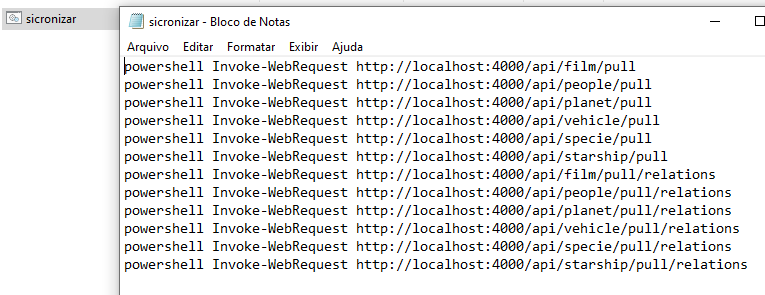 sicronizar
sicronizar - Bloco de Notas
Arquivo Editar Formatar Exibir Ajuda
powershell Invoke-WebRequest http://localhost:4000/api/film/pull
powershell Invoke-WebRequest http://localhost:4000/api/people/pull
powershell Invoke-WebRequest http://localhost:4000/api/planet/pull
powershell Invoke-WebRequest http://localhost:4000/api/vehicle/pull
powershell Invoke-WebRequest http://localhost:4000/api/specie/pull
powershell Invoke-WebRequest http://localhost:4000/api/starship/pull
powershell Invoke-WebRequest http://localhost:4000/api/film/pull/relations
powershell Invoke-WebRequest http://localhost:4000/api/people/pull/relations
powershell Invoke-WebRequest http://localhost:4000/api/planet/pull/relations
powershell Invoke-WebRequest http://localhost:4000/api/vehicle/pull/relations
powershell Invoke-WebRequest http://localhost:4000/api/specie/pull/relations
powershell Invoke-WebRequest http://localhost:4000/api/starship/pull/relations